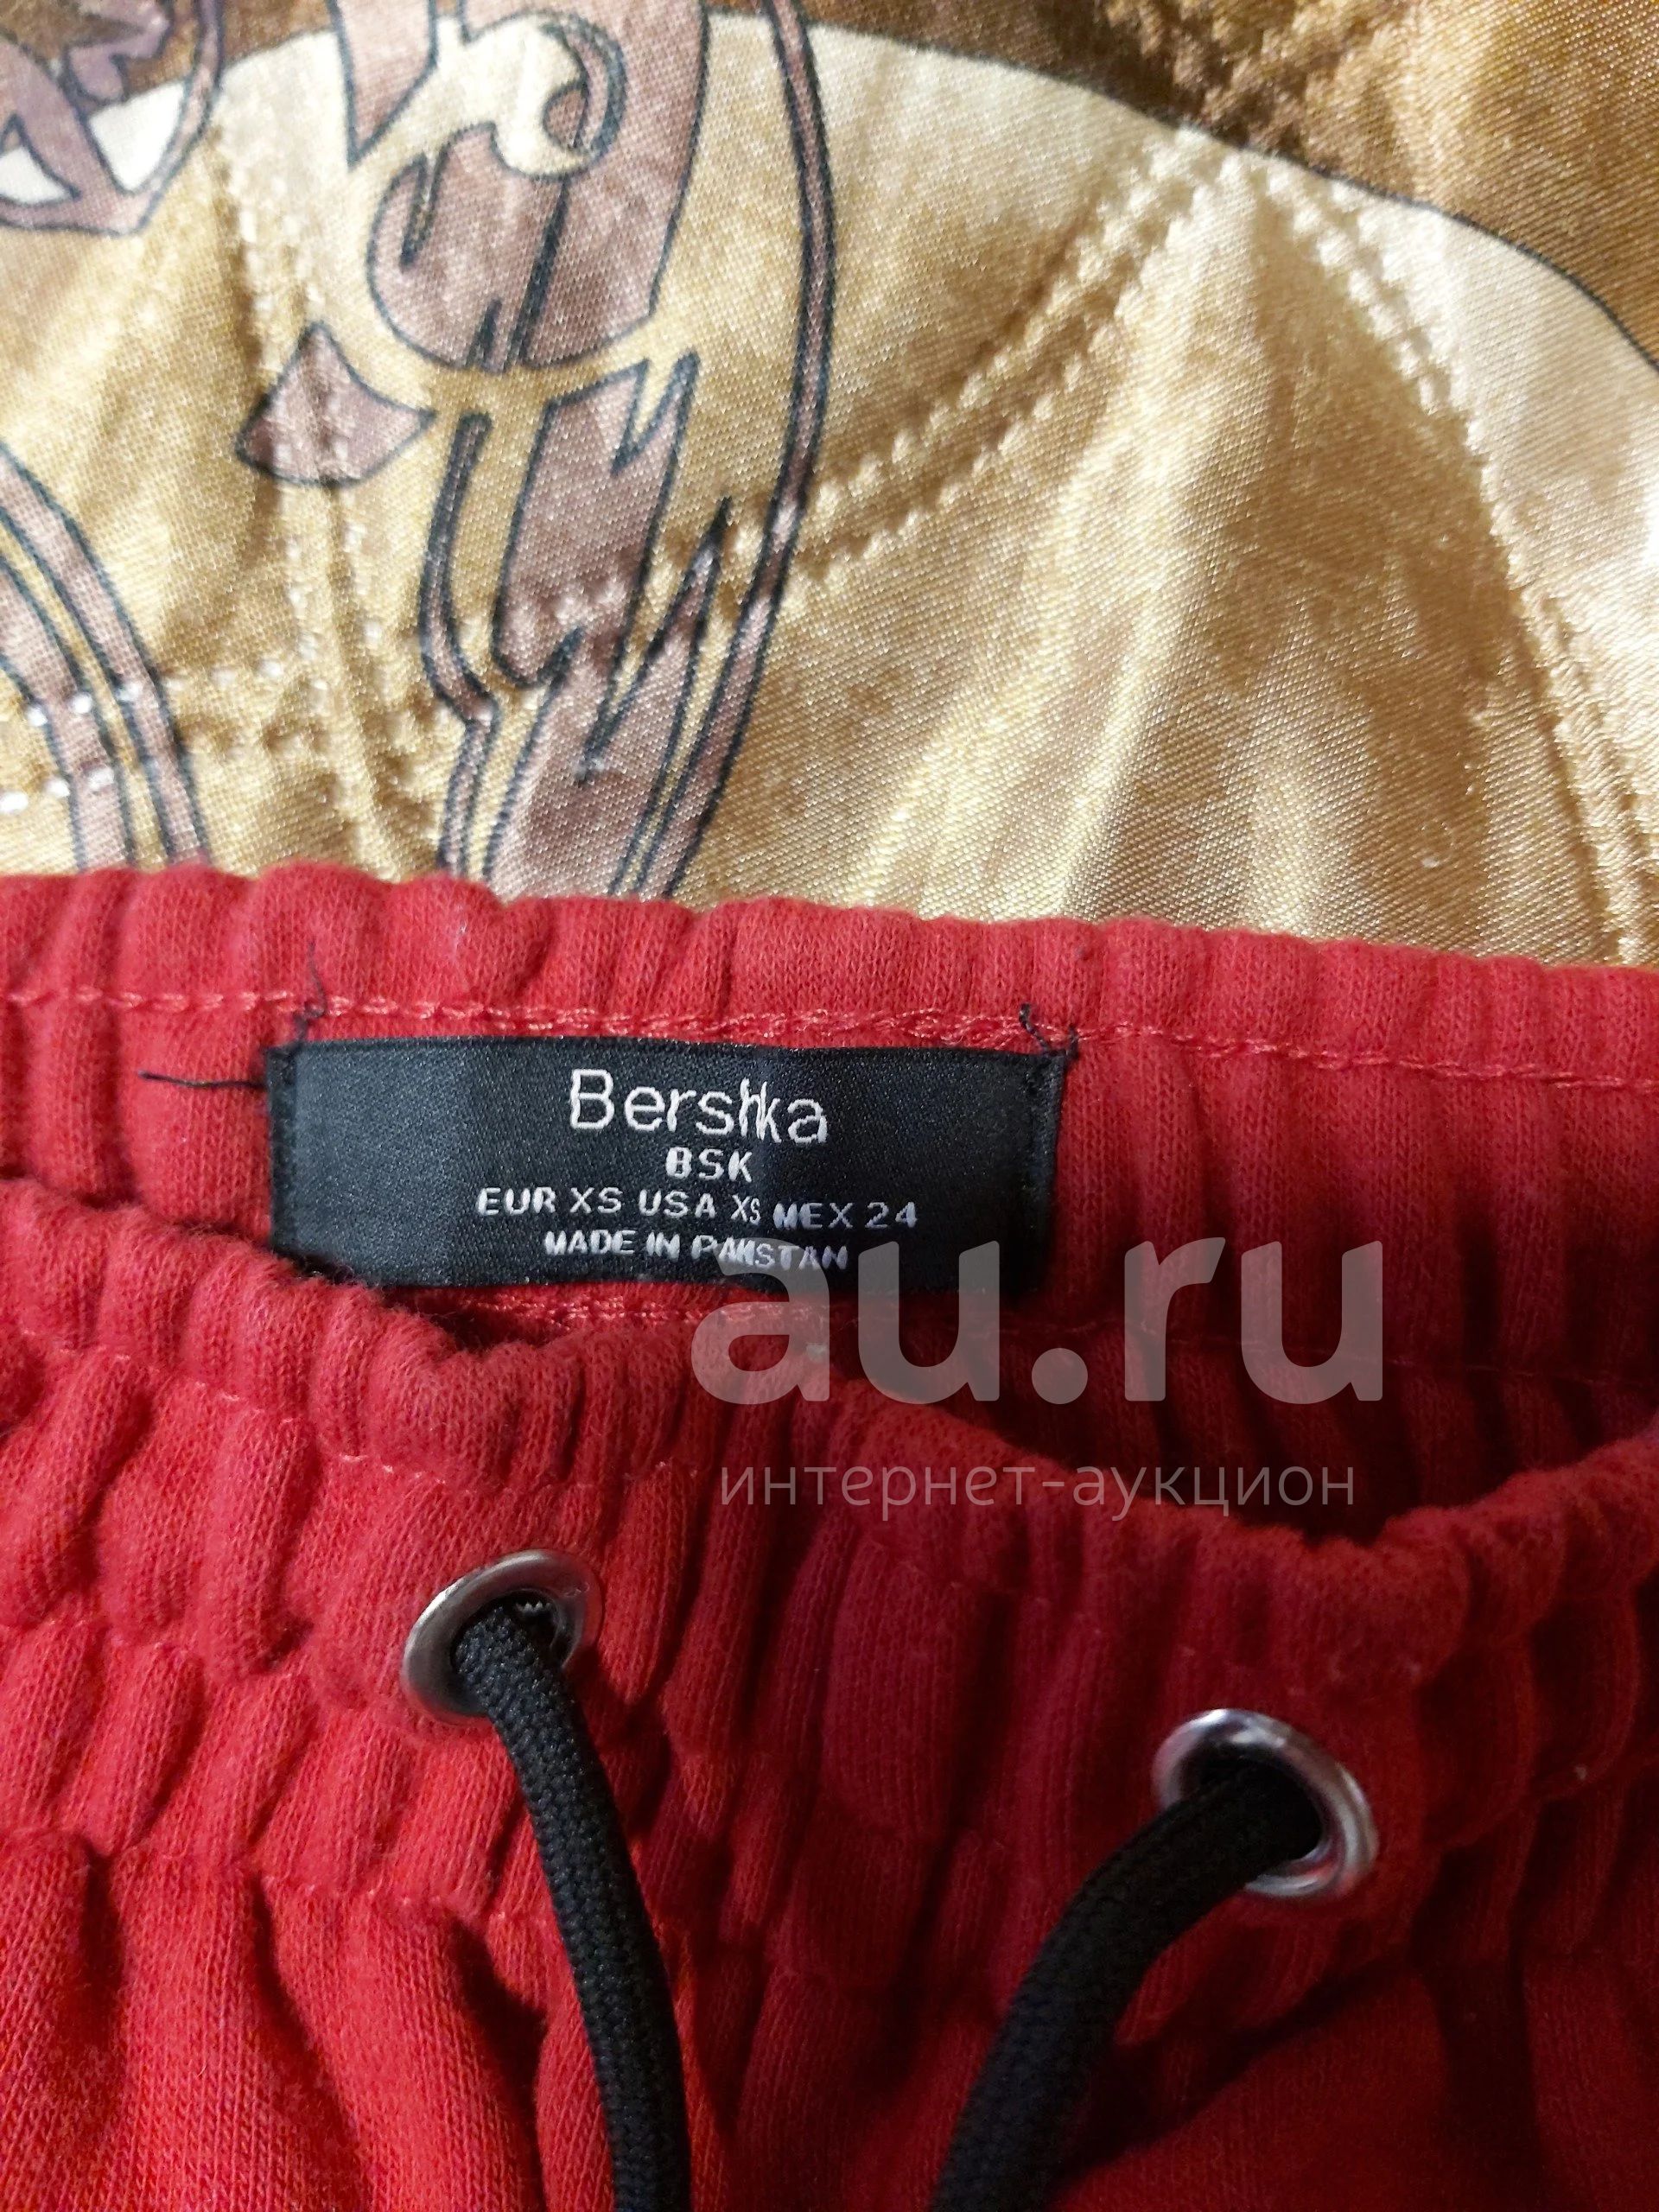 Bershka
BSK
EUR XS USA XS MEX 24
MADE IN PAKISTAN
au.ru
интернет-аукцион